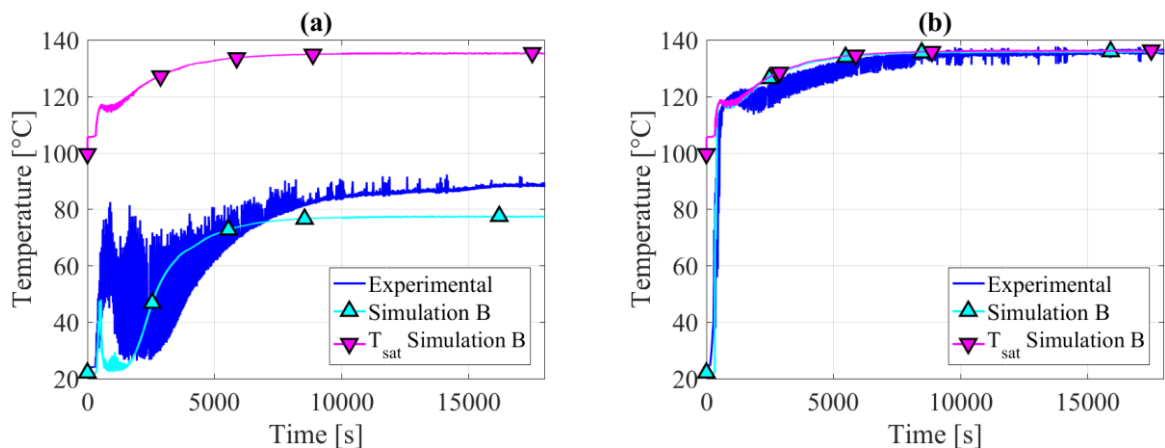 (a)
140
120
100
80
60
40
20
Temperature [°C]
0
5000
10000
15000
Time [s]
Experimental
Simulation B
T_sat Simulation B
(b)
140
120
100
80
60
40
20
Temperature [°C]
0
5000
10000
15000
Time [s]
Experimental
Simulation B
T_sat Simulation B